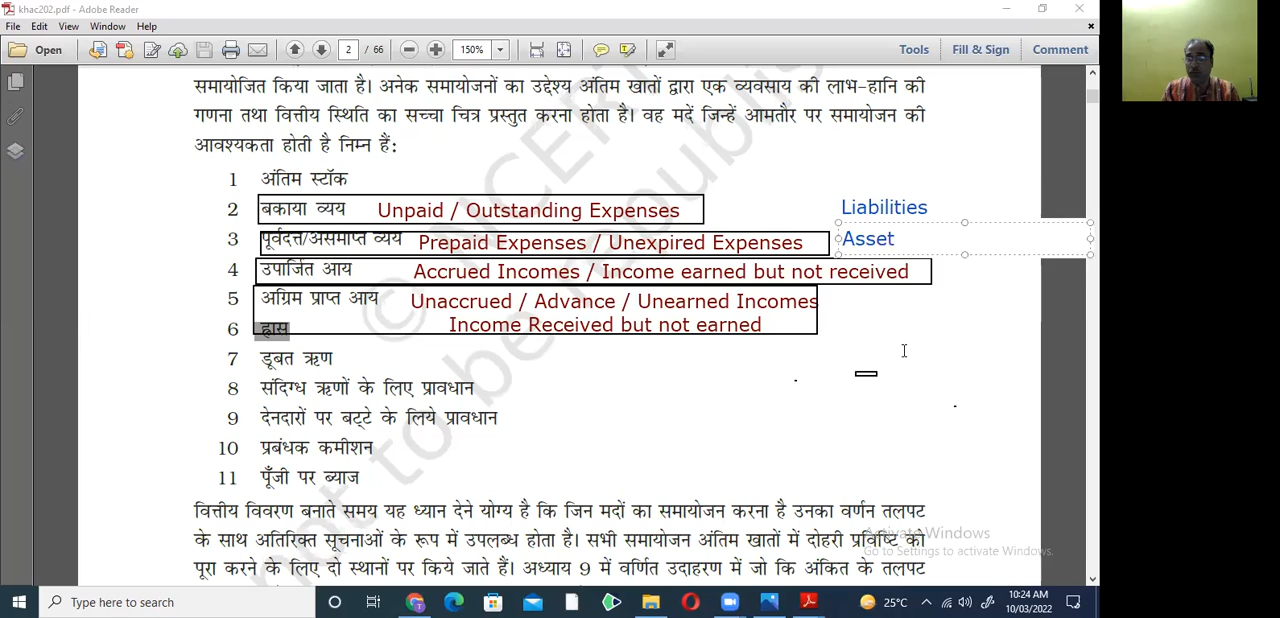 khac202.pdf - Adobe Reader
File Edit View Window Help
Open 2 / 66 150% Tools Fill & Sign Comment
समायोजित किया जाता है। अनेक समायोजनों का उद्देश्य अंतिम खातों द्वारा एक व्यवसाय की लाभ-हानि की
गणना तथा वित्तीय स्थिति का सच्चा चित्र प्रस्तुत करना होता है। वह मदें जिन्हें आमतौर पर समायोजन की
आवश्यकता होती है निम्न हैं:
1 अंतिम स्टॉक
2 बकाया व्यय Unpaid / Outstanding Expenses Liabilities
3 पूर्वदत्त/असमाप्त व्यय Prepaid Expenses / Unexpired Expenses Asset
4 उपार्जित आय Accrued Incomes / Income earned but not received
5 अग्रिम प्राप्त आय Unaccrued / Advance / Unearned Incomes
Income Received but not earned
6 ह्रास
7 डूबत ऋण
8 संदिग्ध ऋणों के लिए प्रावधान
9 देनदारों पर बट्टे के लिये प्रावधान
10 प्रबंधक कमीशन
11 पूँजी पर ब्याज
वित्तीय विवरण बनाते समय यह ध्यान देने योग्य है कि जिन मदों का समायोजन करना है उनका वर्णन तलपट
के साथ अतिरिक्त सूचनाओं के रूप में उपलब्ध होता है। सभी समायोजन अंतिम खातों में दोहरी प्रविष्टि को
पूरा करने के लिए दो स्थानों पर किये जाते हैं। अध्याय 9 में वर्णित उदाहरण में जो कि अंकित के तलपट
© NCERT
not to be republish
Activate Windows
Go to Settings to activate Windows.
Type here to search 25°C 10:24 AM
10/03/2022